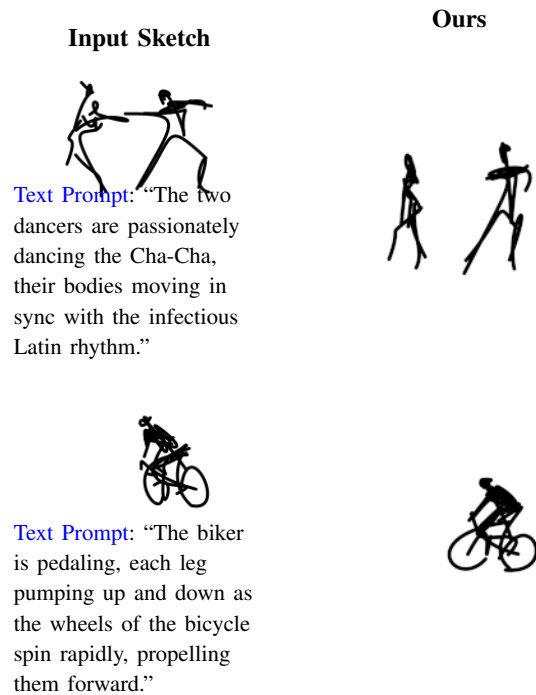 Input Sketch
Ours
Text Prompt: “The two
dancers are passionately
dancing the Cha-Cha,
their bodies moving in
sync with the infectious
Latin rhythm.”
Text Prompt: “The biker
is pedaling, each leg
pumping up and down as
the wheels of the bicycle
spin rapidly, propelling
them forward.”